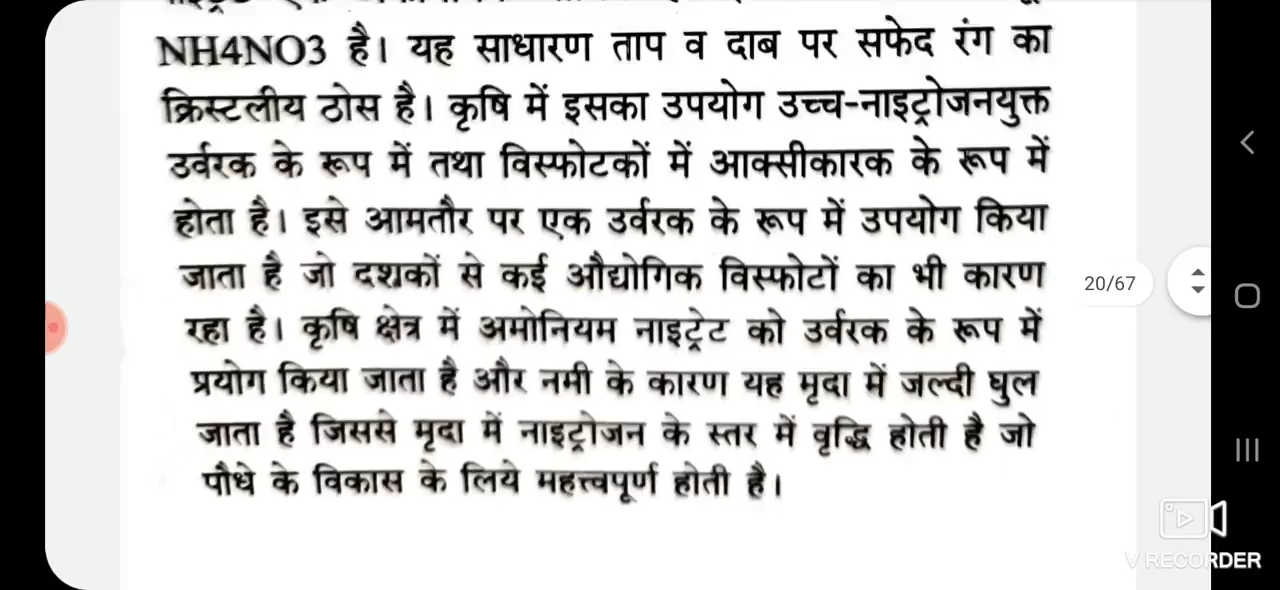 NH4NO3 है। यह साधारण ताप व दाब पर सफेद रंग का
क्रिस्टलीय ठोस है। कृषि में इसका उपयोग उच्च-नाइट्रोजनयुक्त
उर्वरक के रूप में तथा विस्फोटकों में आक्सीकारक के रूप में
होता है। इसे आमतौर पर एक उर्वरक के रूप में उपयोग किया
जाता है जो दशकों से कई औद्योगिक विस्फोटों का भी कारण
रहा है। कृषि क्षेत्र में अमोनियम नाइट्रेट को उर्वरक के रूप में
प्रयोग किया जाता है और नमी के कारण यह मृदा में जल्दी घुल
जाता है जिससे मृदा में नाइट्रोजन के स्तर में वृद्धि होती है जो
पौधे के विकास के लिये महत्त्वपूर्ण होती है।
20/67
V RECORDER